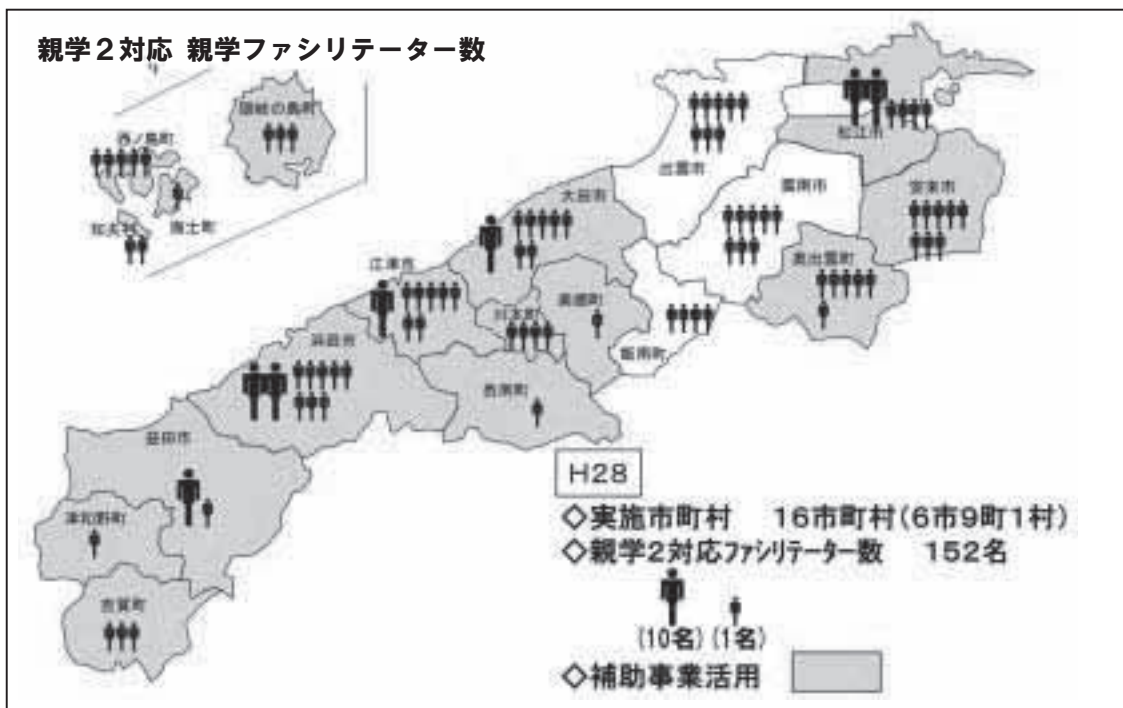 親学2対応 親学ファシリテーター数
隠岐の島町
西ノ島町
海士町
知夫村
松江市
出雲市
雲南市
安来市
奥出雲町
大田市
江津市
川本町
美郷町
飯南町
浜田市
邑南町
益田市
津和野町
吉賀町
H28
◇実施市町村 16市町村(6市9町1村)
◇親学2対応ファシリテーター数 152名
(10名) (1名)
◇補助事業活用